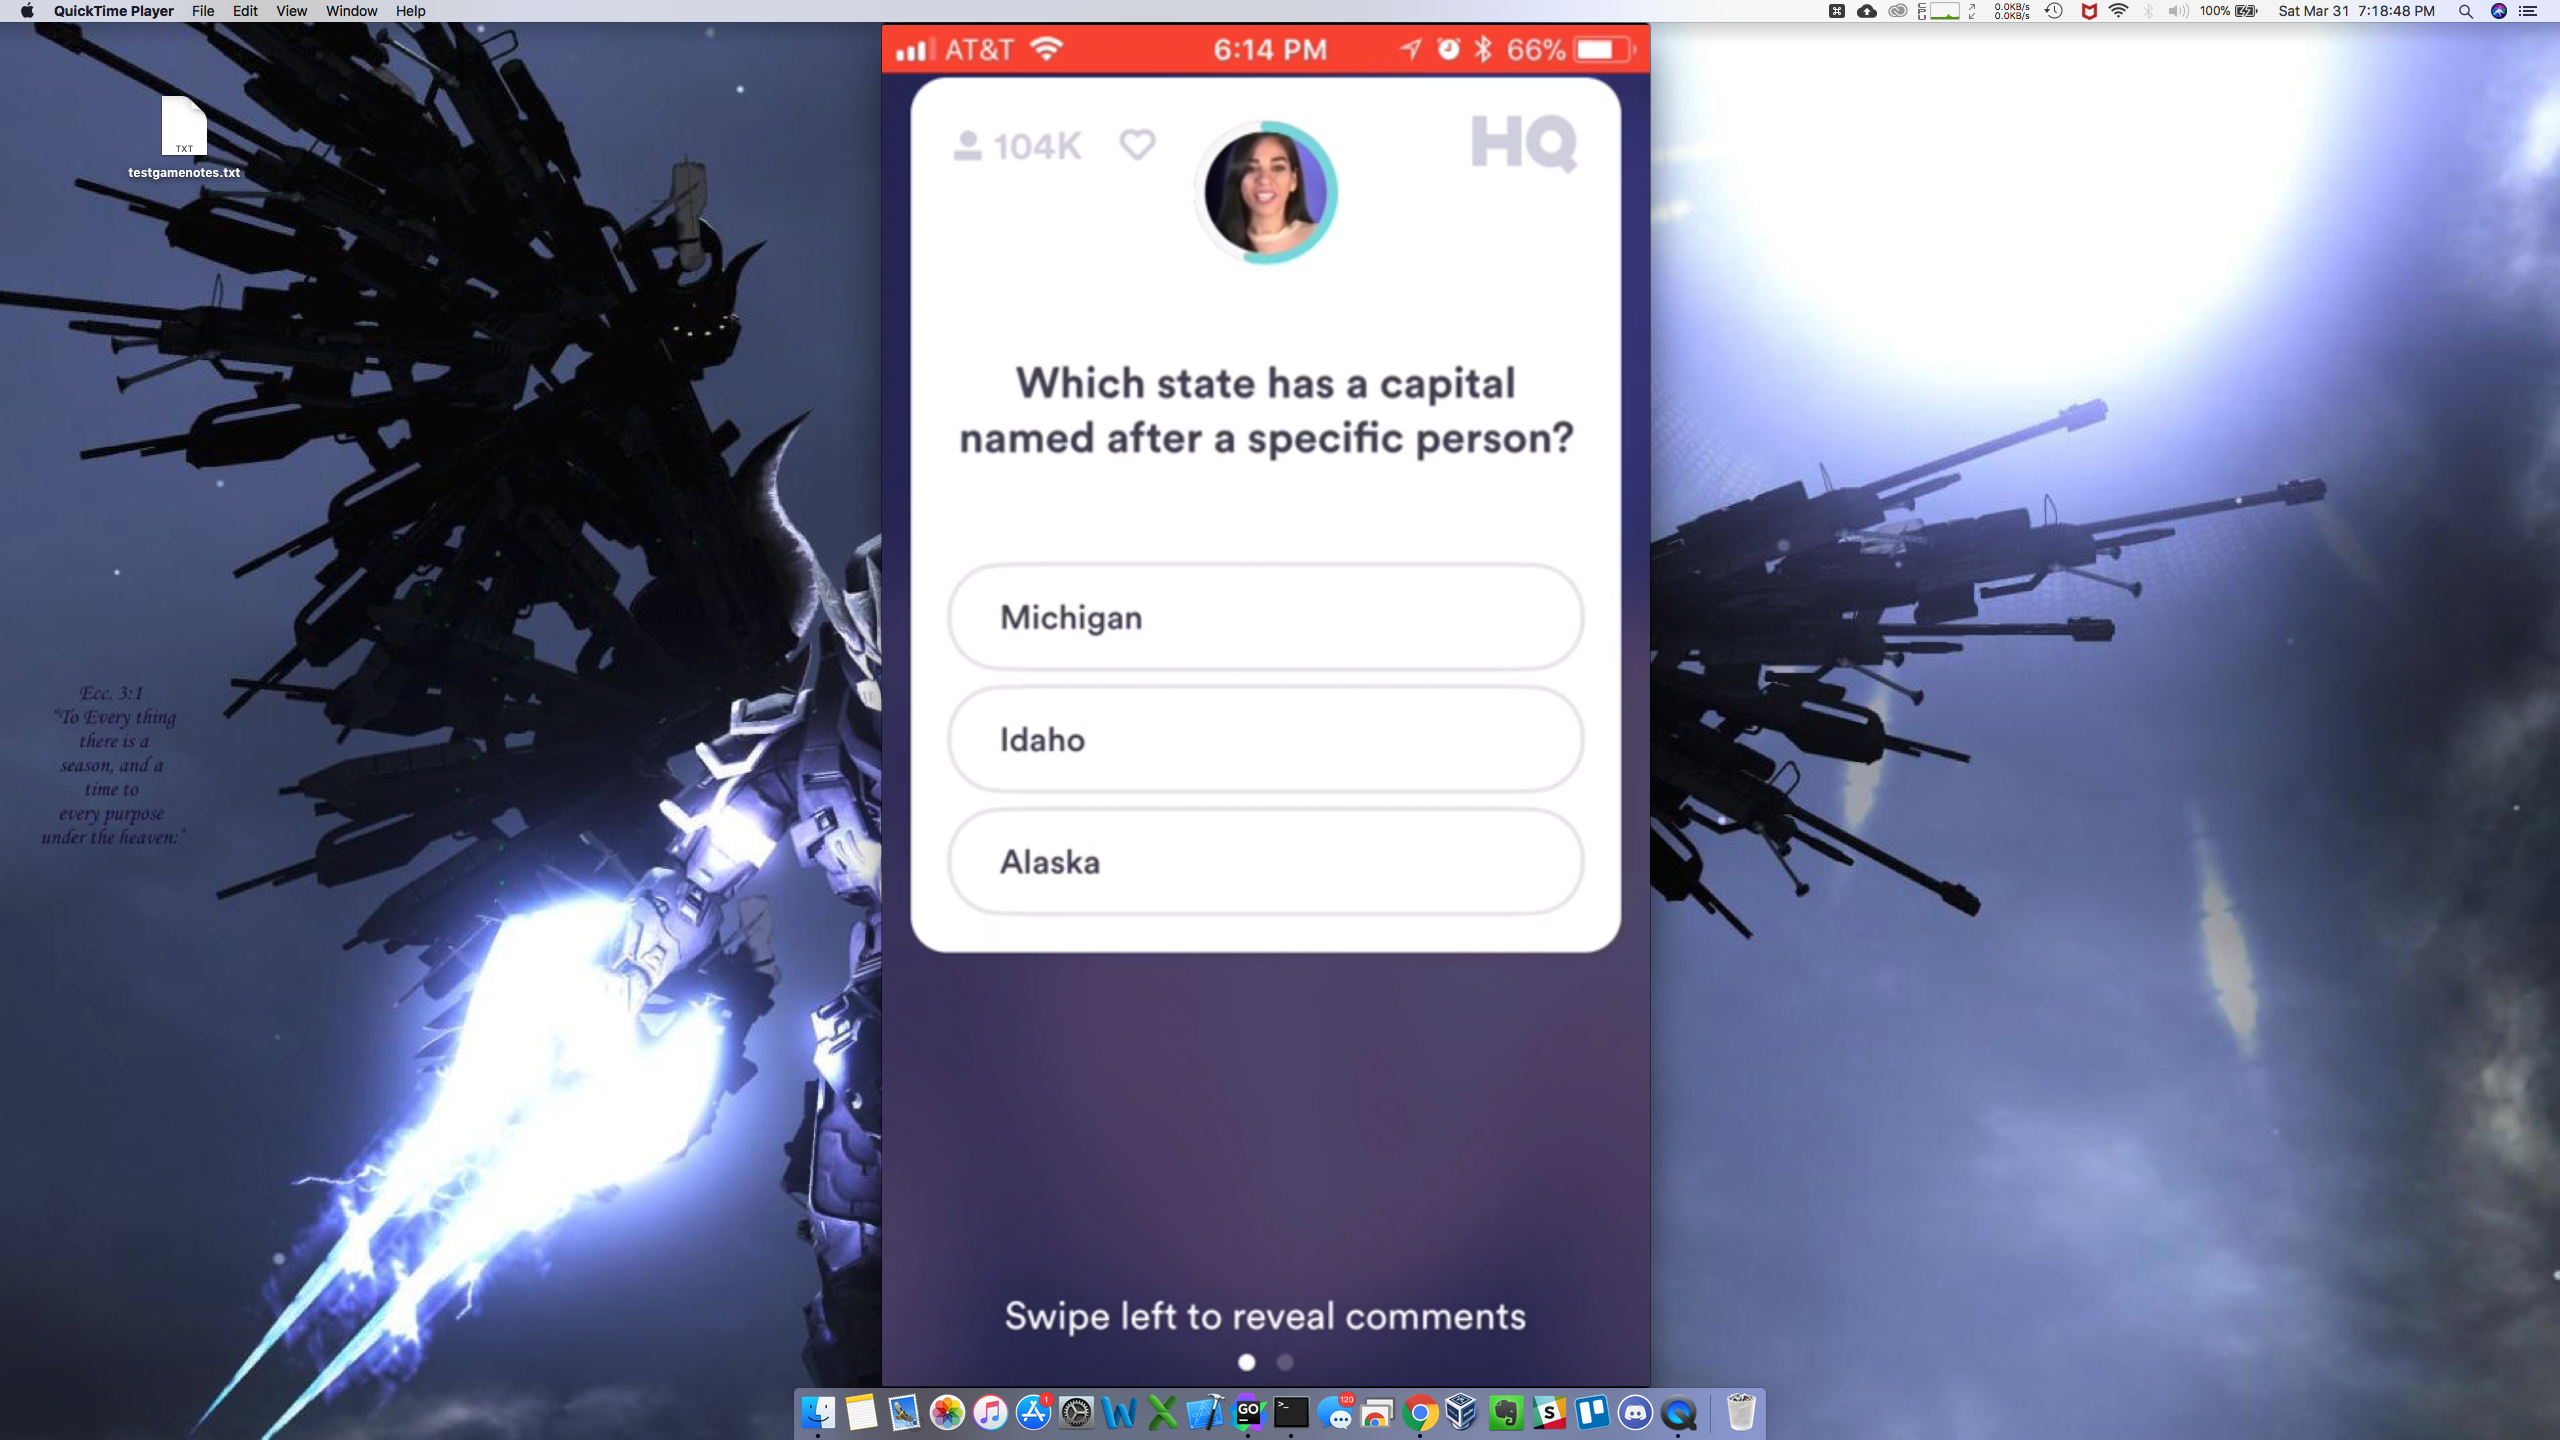 QuickTime Player File Edit View Window Help
0.0KB/s
0.0KB/s
100%
Sat Mar 31 7:18:48 PM
TXT
testgamenotes.txt
AT&T
6:14 PM
66%
104K
HQ
Which state has a capital
named after a specific person?
Michigan
Idaho
Alaska
Swipe left to reveal comments
Ecc. 3:1
“To Every thing
there is a
season, and a
time to
every purpose
under the heaven:”
1
GO
120